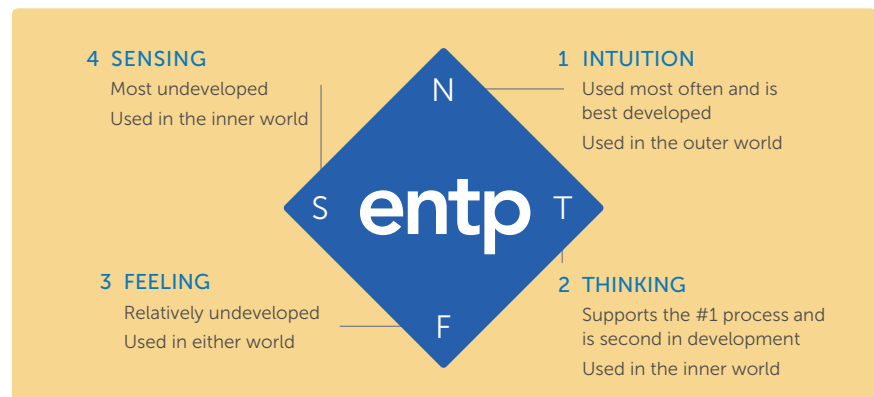 4 SENSING
Most undeveloped
Used in the inner world
N
1 INTUITION
Used most often and is
best developed
Used in the outer world
S
entp
T
3 FEELING
Relatively undeveloped
Used in either world
F
2 THINKING
Supports the #1 process and
is second in development
Used in the inner world